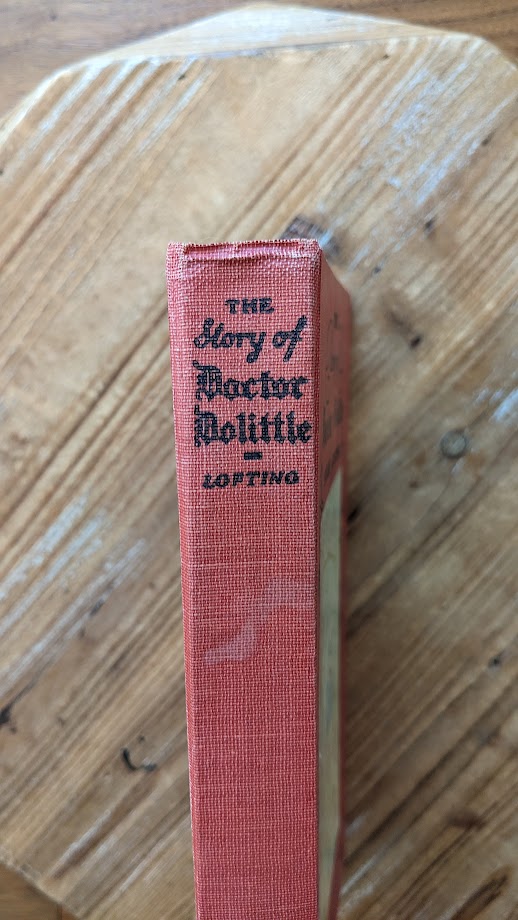 THE
Story of
Doctor
Dolittle
-
LOFTING